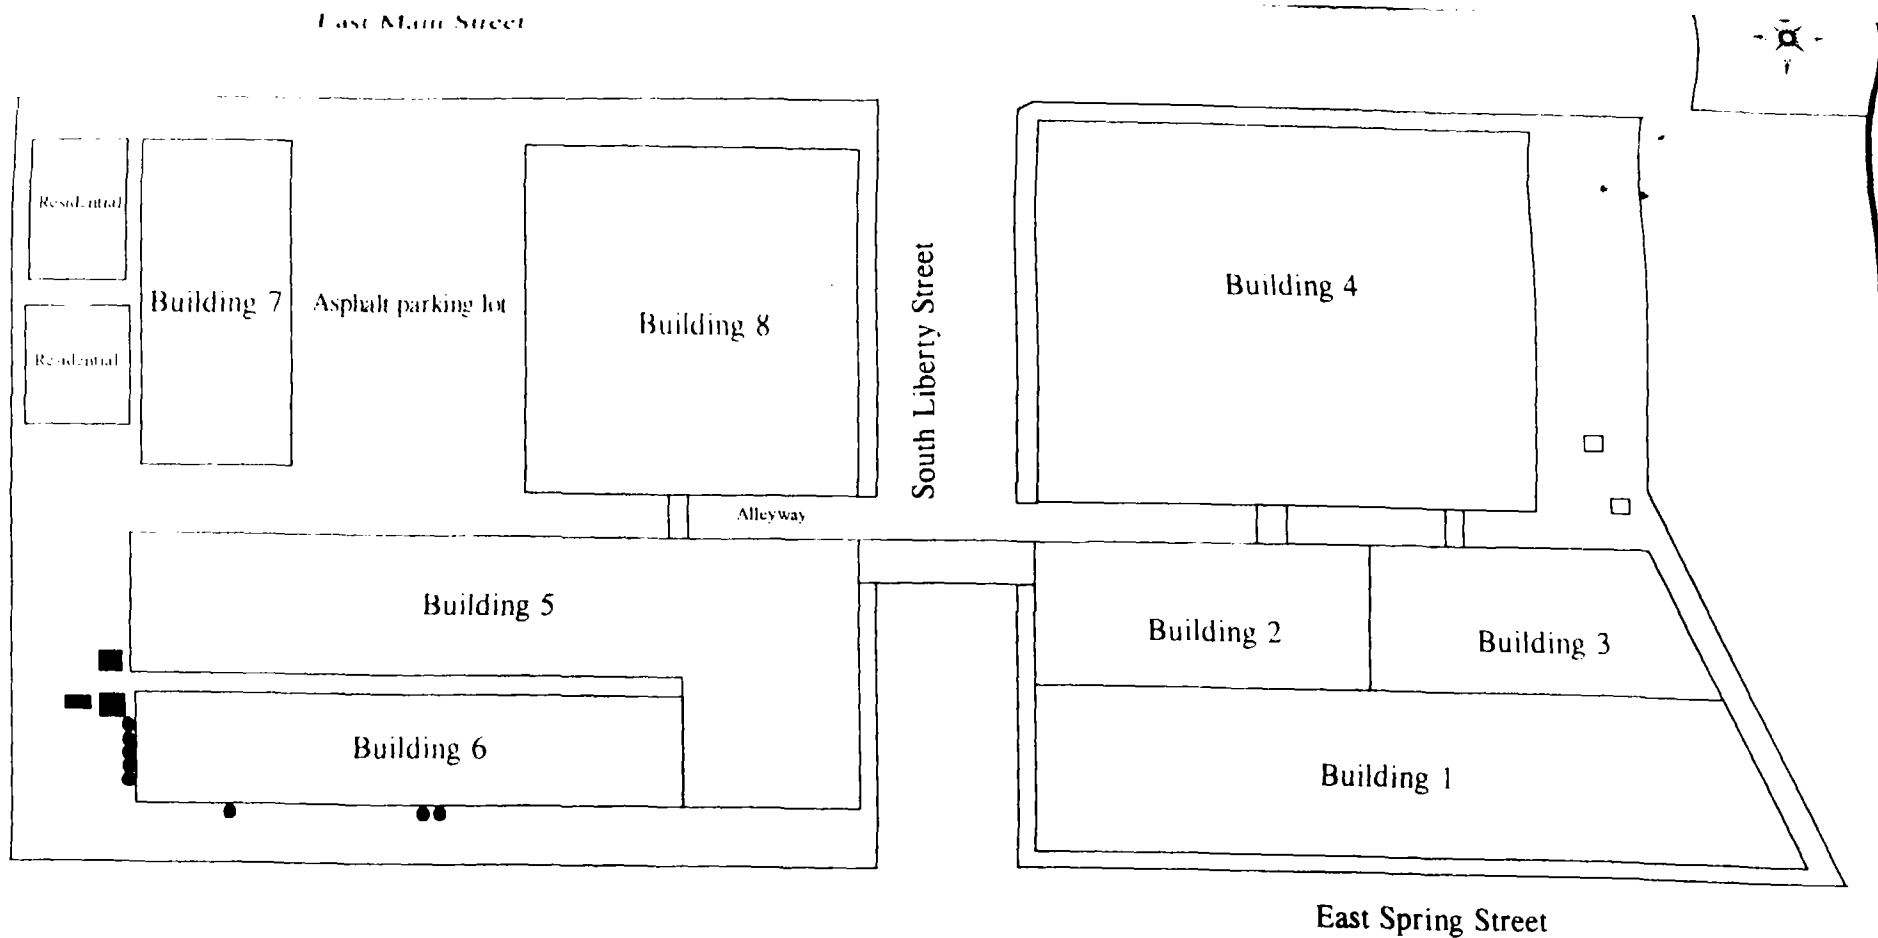 East Main Street
Residential
Building 7
Asphalt parking lot
Building 8
South Liberty Street
Building 4
Residential
Alleyway
Building 5
Building 2
Building 3
Building 6
Building 1
East Spring Street